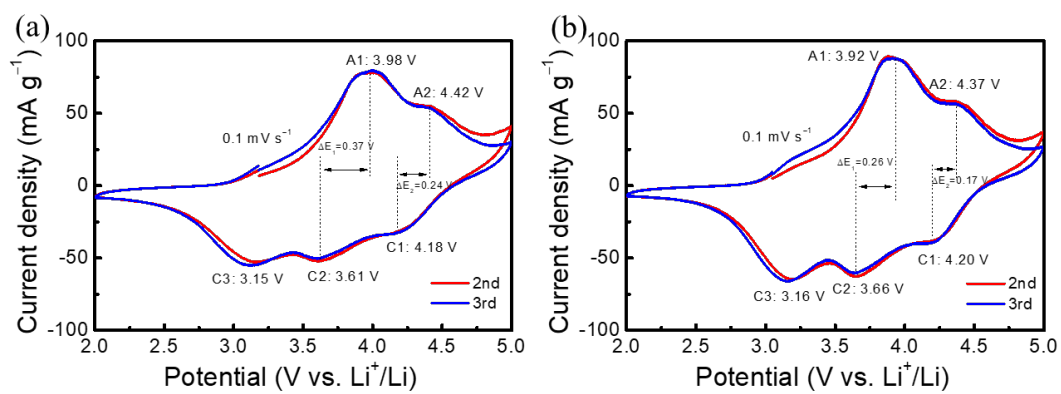 (a)
100
50
0
-50
-100
Current density (mA g⁻¹)
2.0 2.5 3.0 3.5 4.0 4.5 5.0
Potential (V vs. Li⁺/Li)
A1: 3.98 V
A2: 4.42 V
0.1 mV s⁻¹
ΔE₁=0.37 V
ΔE₂=0.24 V
C1: 4.18 V
C2: 3.61 V
C3: 3.15 V
2nd
3rd
(b)
100
50
0
-50
-100
Current density (mA g⁻¹)
2.0 2.5 3.0 3.5 4.0 4.5 5.0
Potential (V vs. Li⁺/Li)
A1: 3.92 V
A2: 4.37 V
0.1 mV s⁻¹
ΔE₁=0.26 V
ΔE₂=0.17 V
C1: 4.20 V
C2: 3.66 V
C3: 3.16 V
2nd
3rd